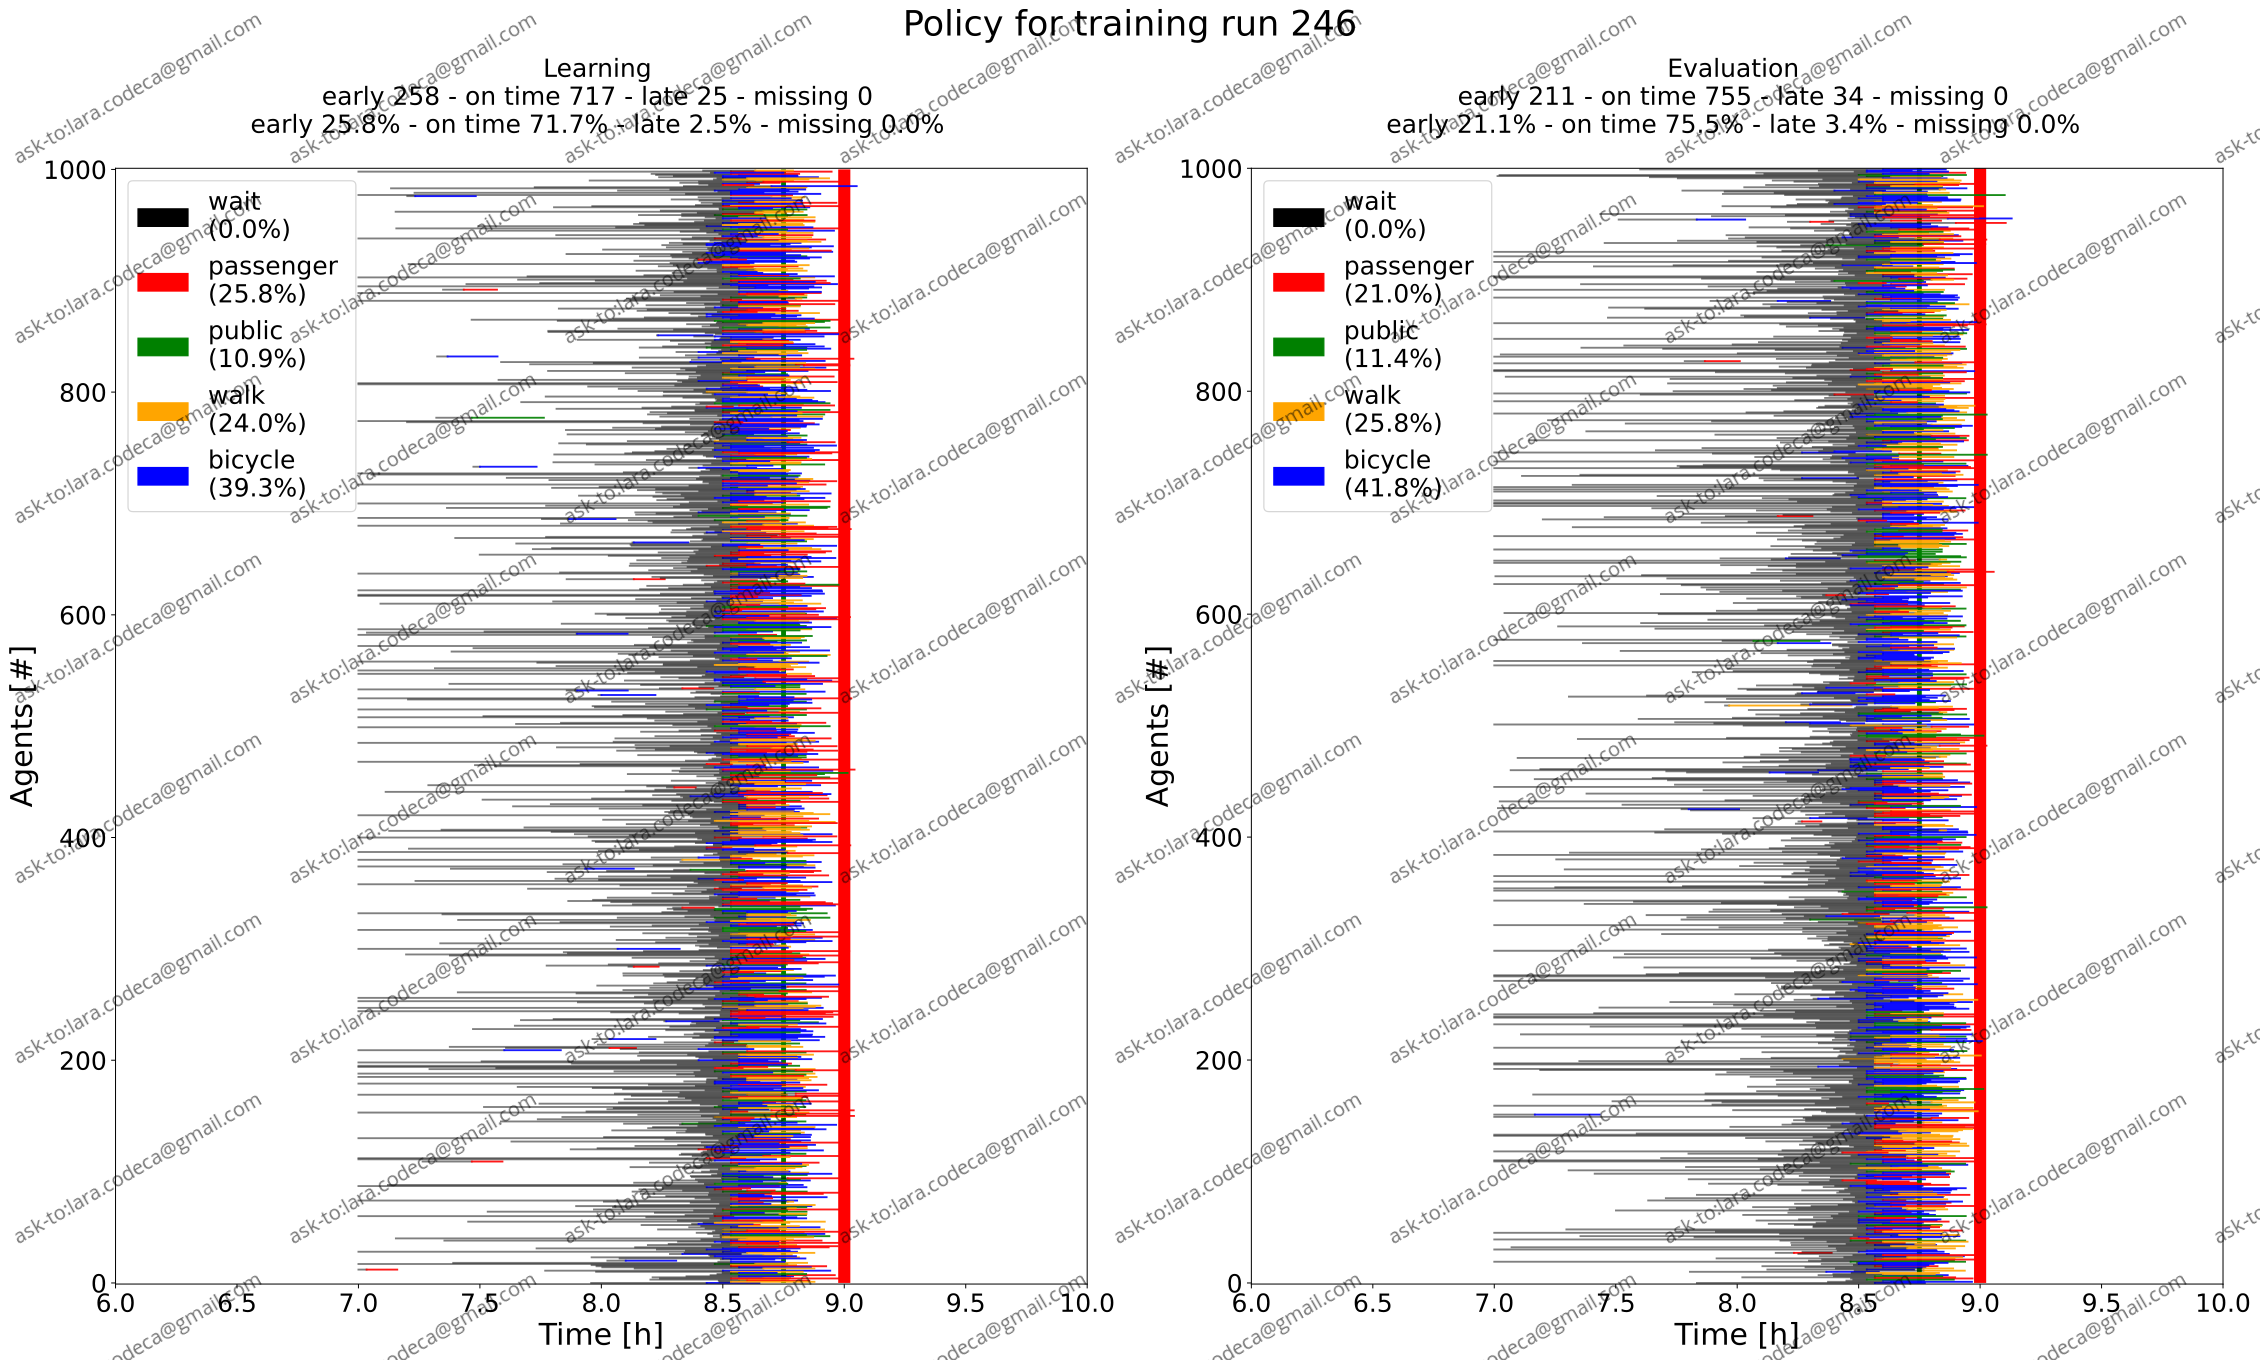 Policy for training run 246
Learning
early 258 - on time 717 - late 25 - missing 0
early 25.8% - on time 71.7% - late 2.5% - missing 0.0%
1000
800
600
400
200
0
Agents [#]
wait
(0.0%)
passenger
(25.8%)
public
(10.9%)
walk
(24.0%)
bicycle
(39.3%)
6.0 6.5 7.0 7.5 8.0 8.5 9.0 9.5 10.0
Time [h]
Evaluation
early 211 - on time 755 - late 34 - missing 0
early 21.1% - on time 75.5% - late 3.4% - missing 0.0%
1000
800
600
400
200
0
Agents [#]
wait
(0.0%)
passenger
(21.0%)
public
(11.4%)
walk
(25.8%)
bicycle
(41.8%)
6.0 6.5 7.0 7.5 8.0 8.5 9.0 9.5 10.0
Time [h]
ask-to:lara.codeca@gmail.com